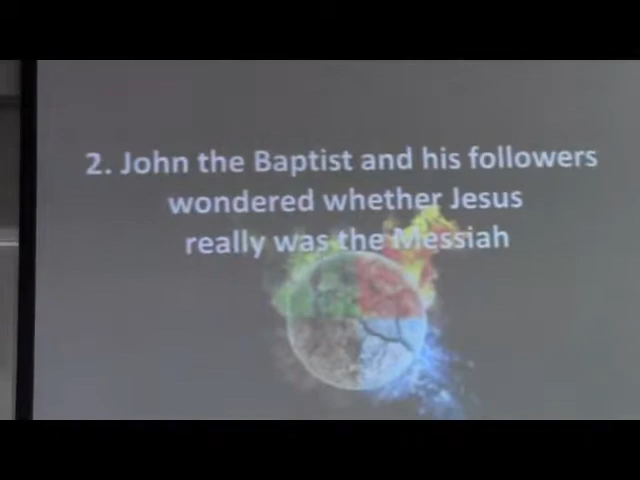 2. John the Baptist and his followers
wondered whether Jesus
really was the Messiah